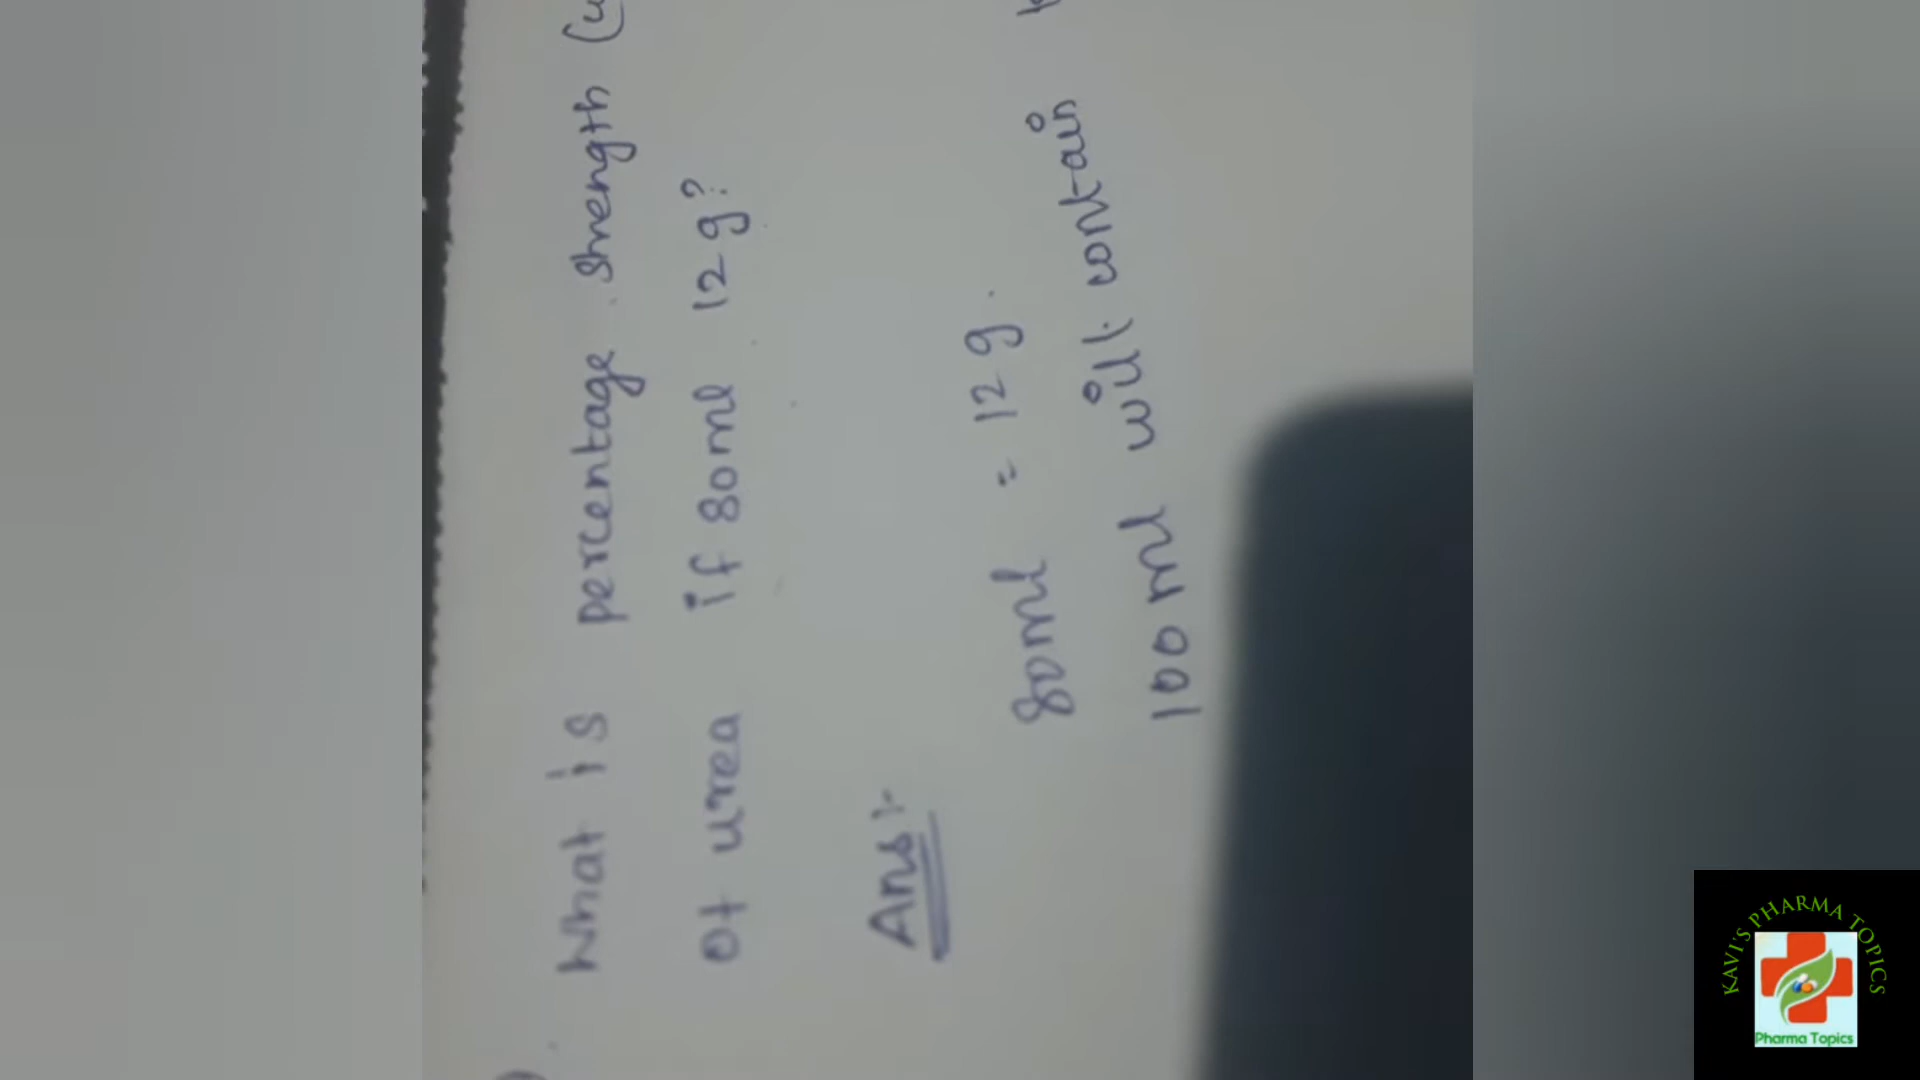 What is percentage strength (w
of urea if 80ml 12g?
Ans:-
80ml = 12g.
100ml will contain
KAVI'S PHARMA TOPICS
Pharma Topics